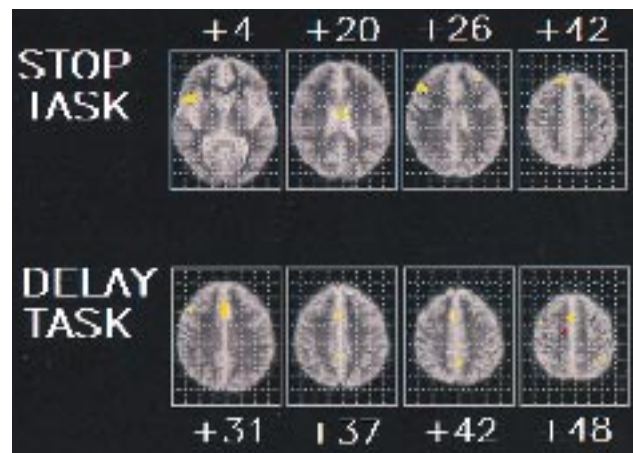 +4 +20 +26 +42
STOP
TASK
DELAY
TASK
+31 +37 +42 +48